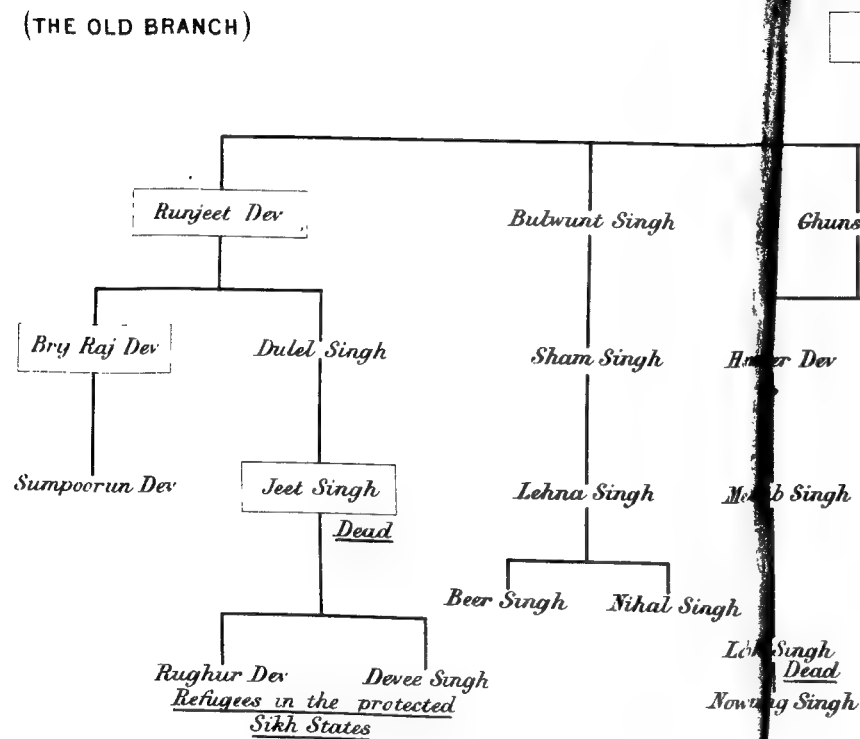 (THE OLD BRANCH)
Runjeet Dev
Bulwunt Singh
Ghuns
Bry Raj Dev
Dulel Singh
Sham Singh
Dev
Sumpoorun Dev
Jeet Singh
Lehna Singh
Singh
Dead
Beer Singh
Nihal Singh
Singh
Dead
Rughur Dev
Devee Singh
Refugees in the protected
Sikh States
Singh